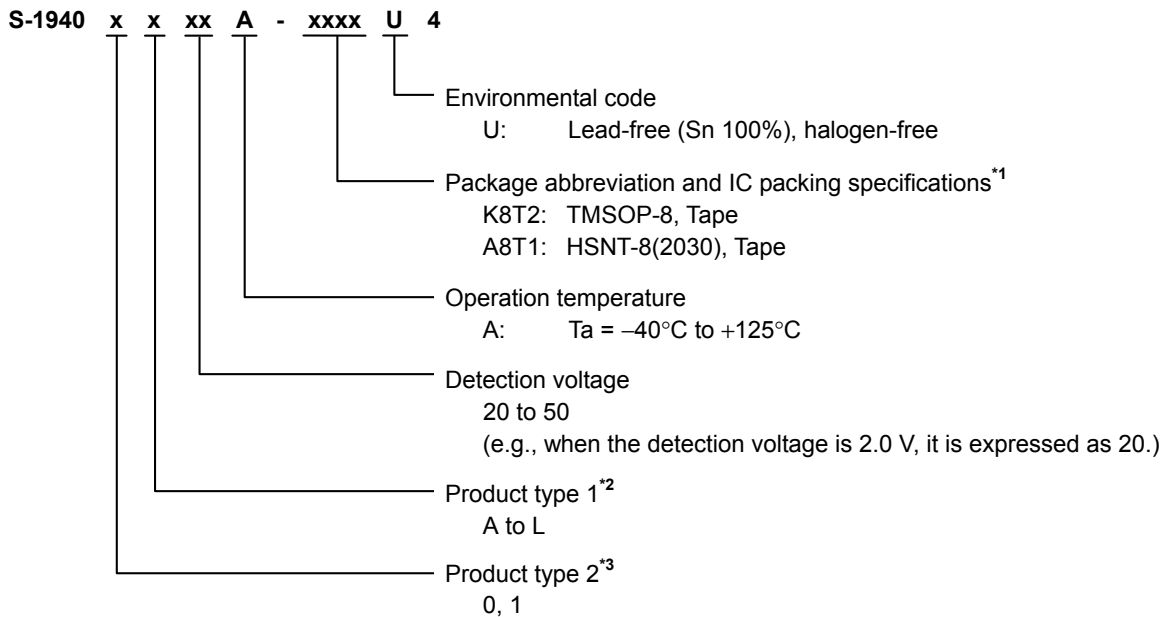 S-1940 x x xx A - xxxx U 4
Environmental code
U: Lead-free (Sn 100%), halogen-free
Package abbreviation and IC packing specifications*1
K8T2: TMSOP-8, Tape
A8T1: HSNT-8(2030), Tape
Operation temperature
A: Ta = −40°C to +125°C
Detection voltage
20 to 50
(e.g., when the detection voltage is 2.0 V, it is expressed as 20.)
Product type 1*2
A to L
Product type 2*3
0, 1